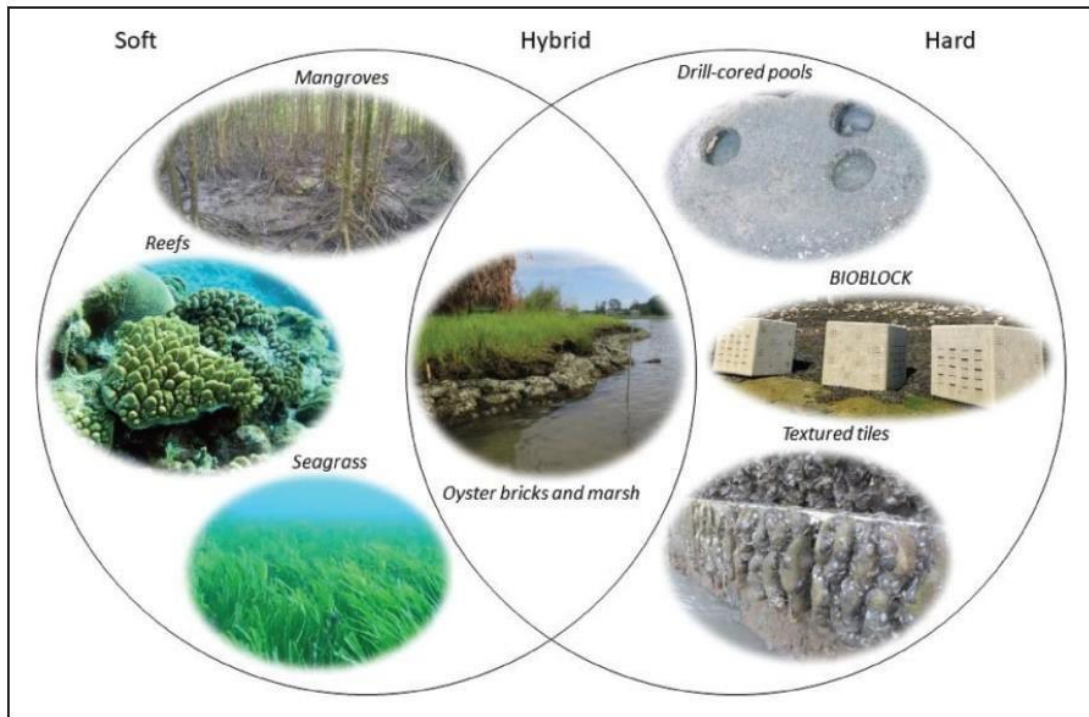 Soft
Hybrid
Hard
Mangroves
Drill-cored pools
Reefs
BIOBLOCK
Seagrass
Oyster bricks and marsh
Textured tiles